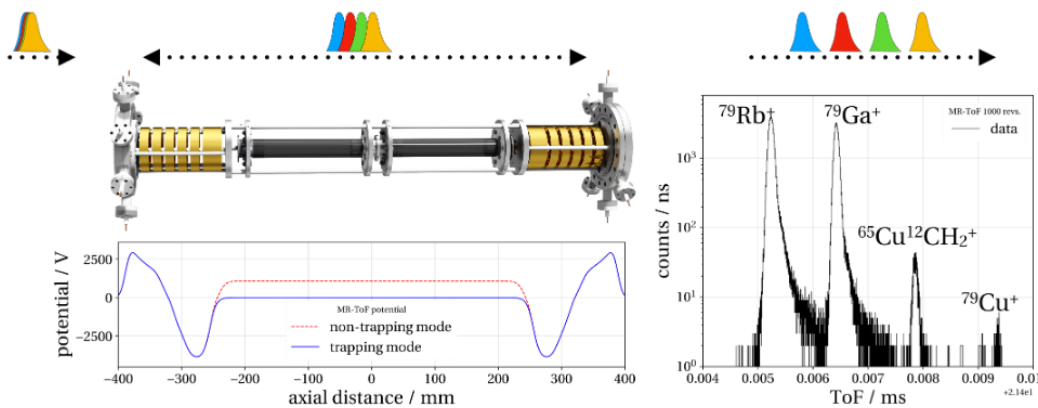 2500
0
−2500
potential / V
MR-ToF potential
non-trapping mode
trapping mode
−400
−300
−200
−100
0
100
200
300
400
axial distance / mm
⁷⁹Rb⁺
⁷⁹Ga⁺
MR-ToF 1000 revs.
data
⁶⁵Cu¹²CH₂⁺
⁷⁹Cu⁺
counts / ns
10³
10²
10¹
10⁰
0.004
0.005
0.006
0.007
0.008
0.009
0.01
+2.14e1
ToF / ms